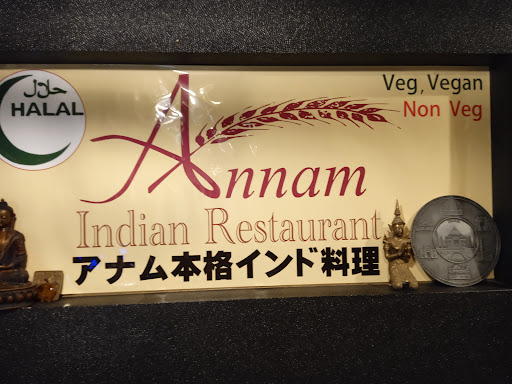 حلال
HALAL
Veg, Vegan
Non Veg
Annam
Indian Restaurant
アナム本格インド料理